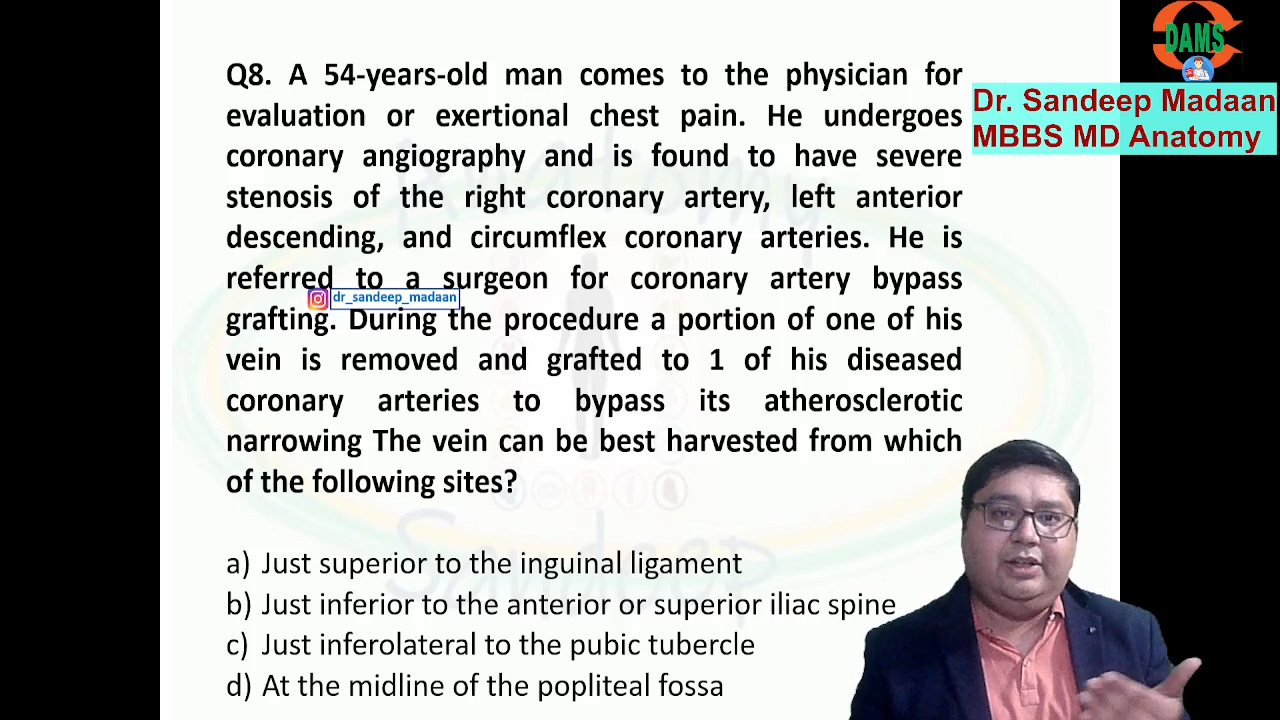 DAMS
Dr. Sandeep Madaan
MBBS MD Anatomy
Q8. A 54-years-old man comes to the physician for
evaluation or exertional chest pain. He undergoes
coronary angiography and is found to have severe
stenosis of the right coronary artery, left anterior
descending, and circumflex coronary arteries. He is
referred to a surgeon for coronary artery bypass
dr_sandeep_madaan
grafting. During the procedure a portion of one of his
vein is removed and grafted to 1 of his diseased
coronary arteries to bypass its atherosclerotic
narrowing The vein can be best harvested from which
of the following sites?
a) Just superior to the inguinal ligament
b) Just inferior to the anterior or superior iliac spine
c) Just inferolateral to the pubic tubercle
d) At the midline of the popliteal fossa
Anatomy
Sandeep